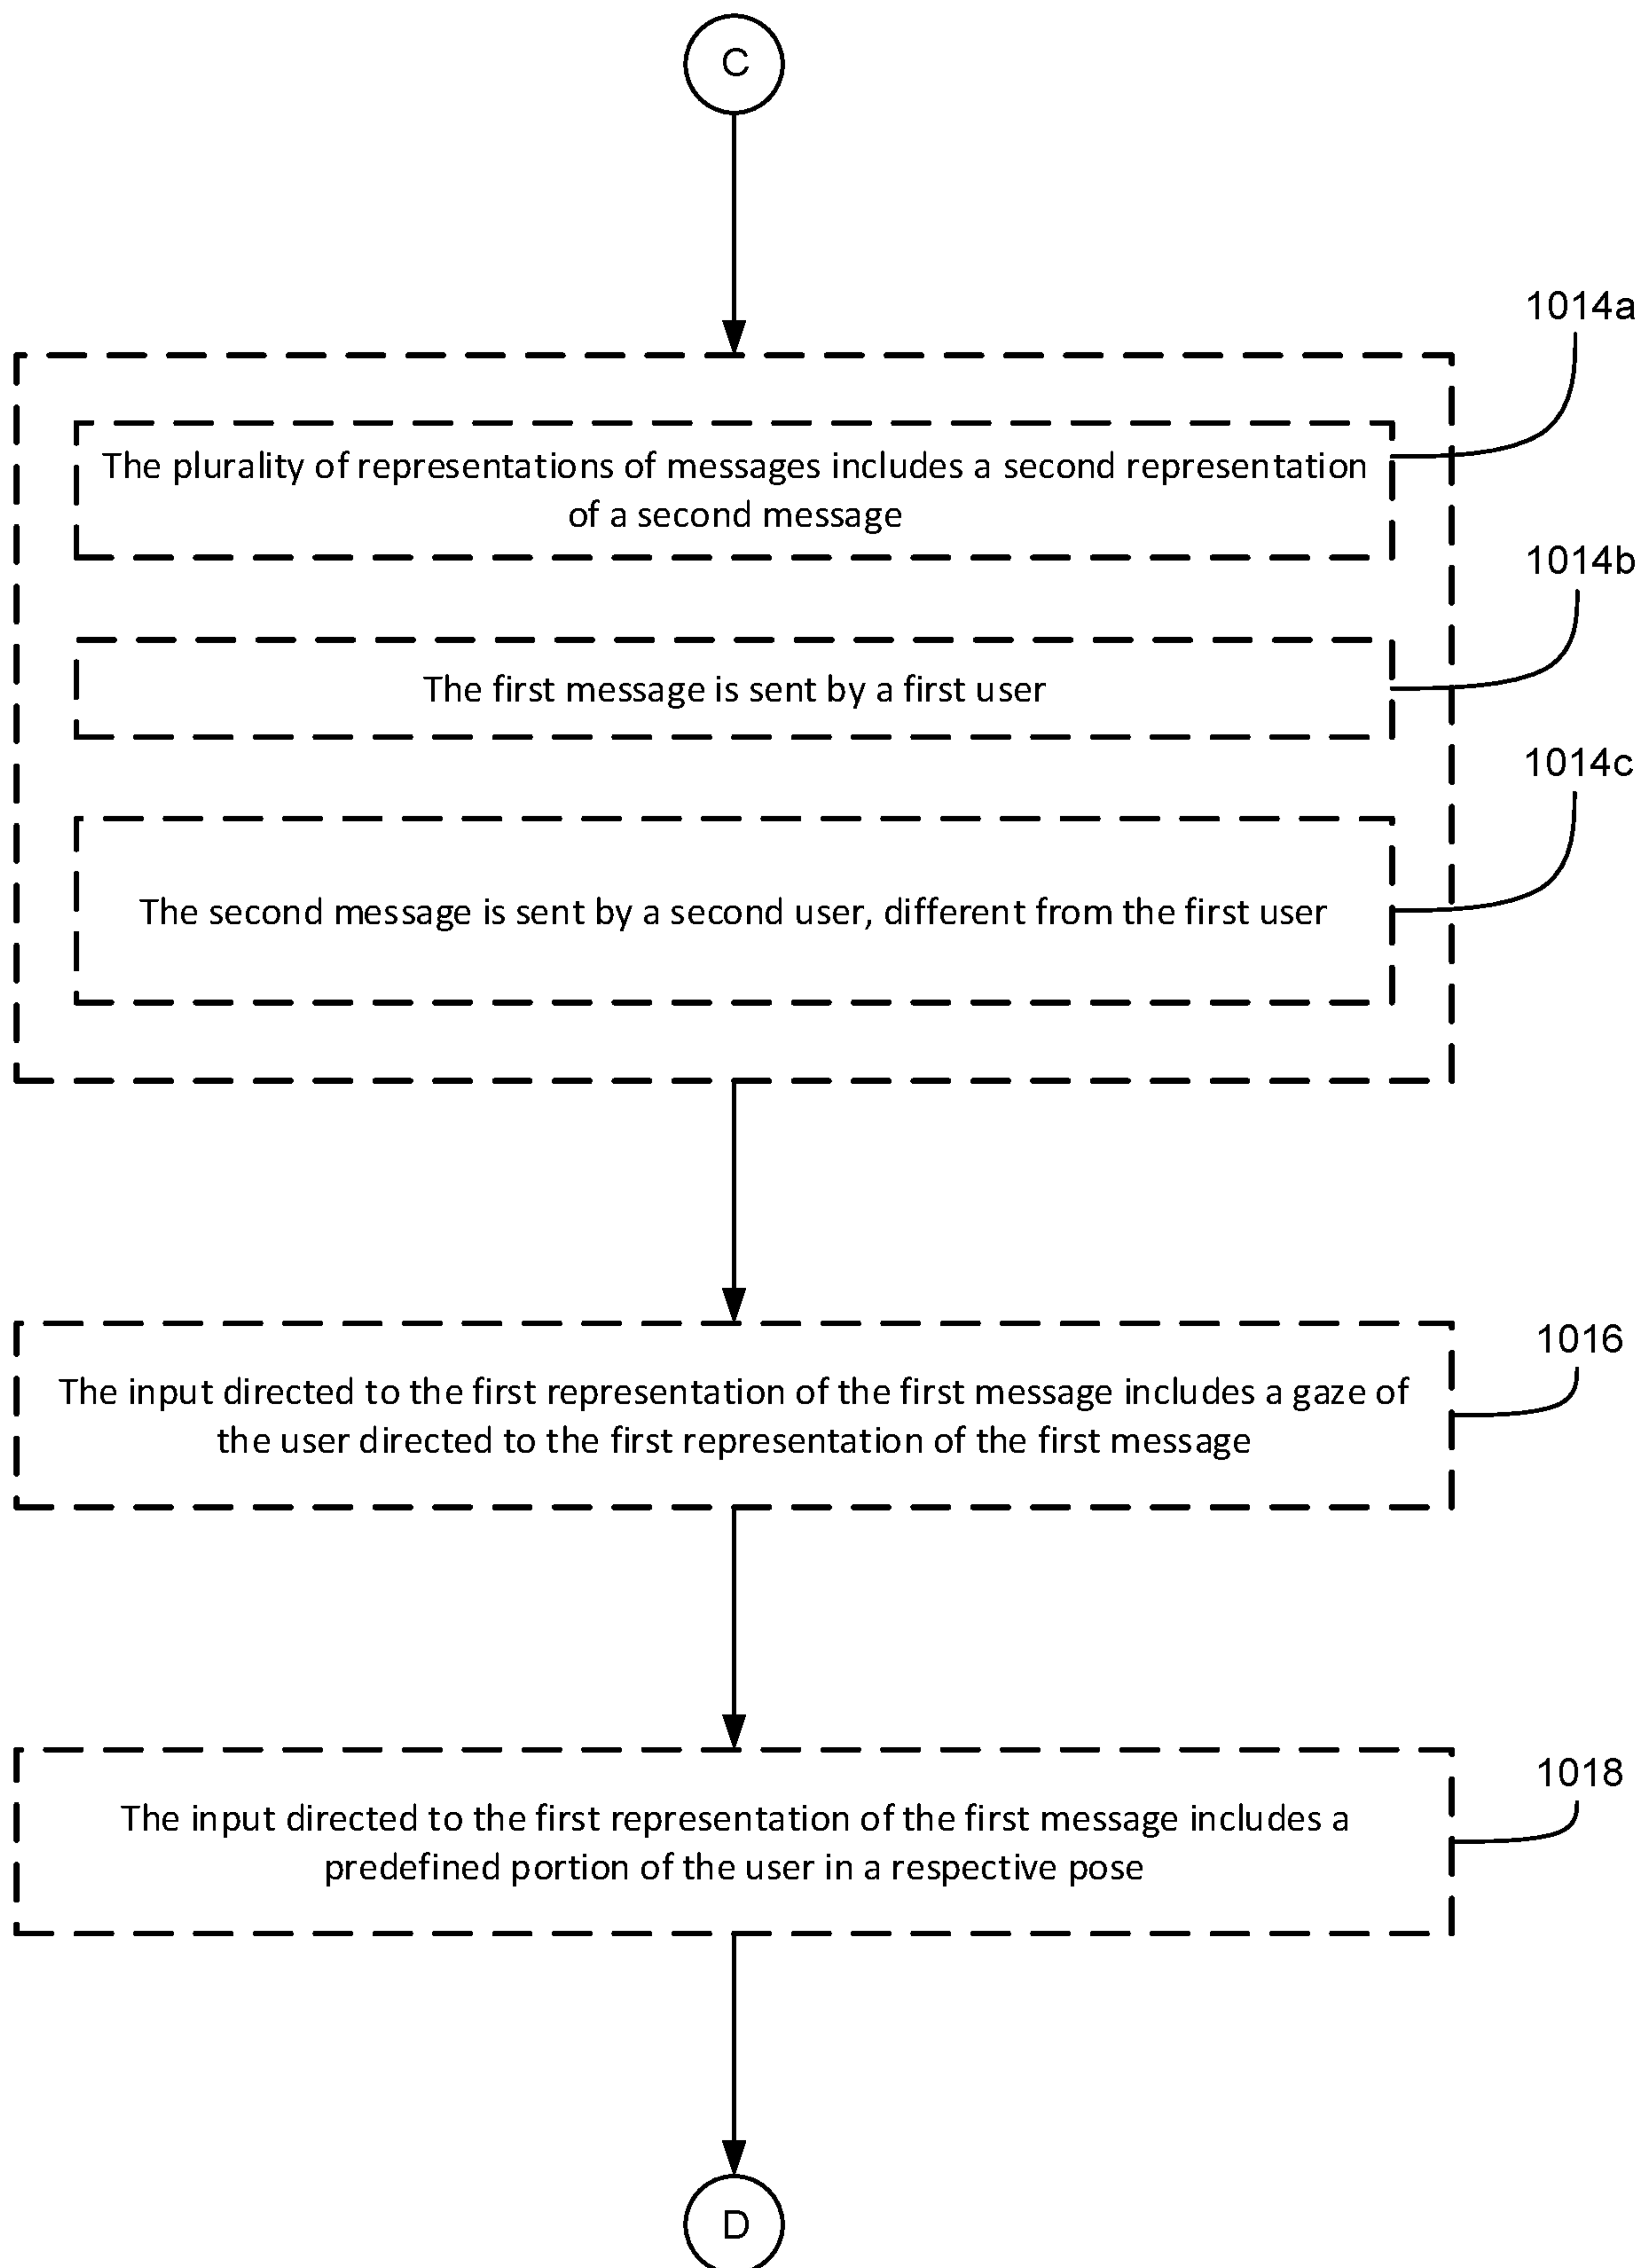 C
1014a
The plurality of representations of messages includes a second representation
of a second message
1014b
The first message is sent by a first user
1014c
The second message is sent by a second user, different from the first user
1016
The input directed to the first representation of the first message includes a gaze of
the user directed to the first representation of the first message
1018
The input directed to the first representation of the first message includes a
predefined portion of the user in a respective pose
D